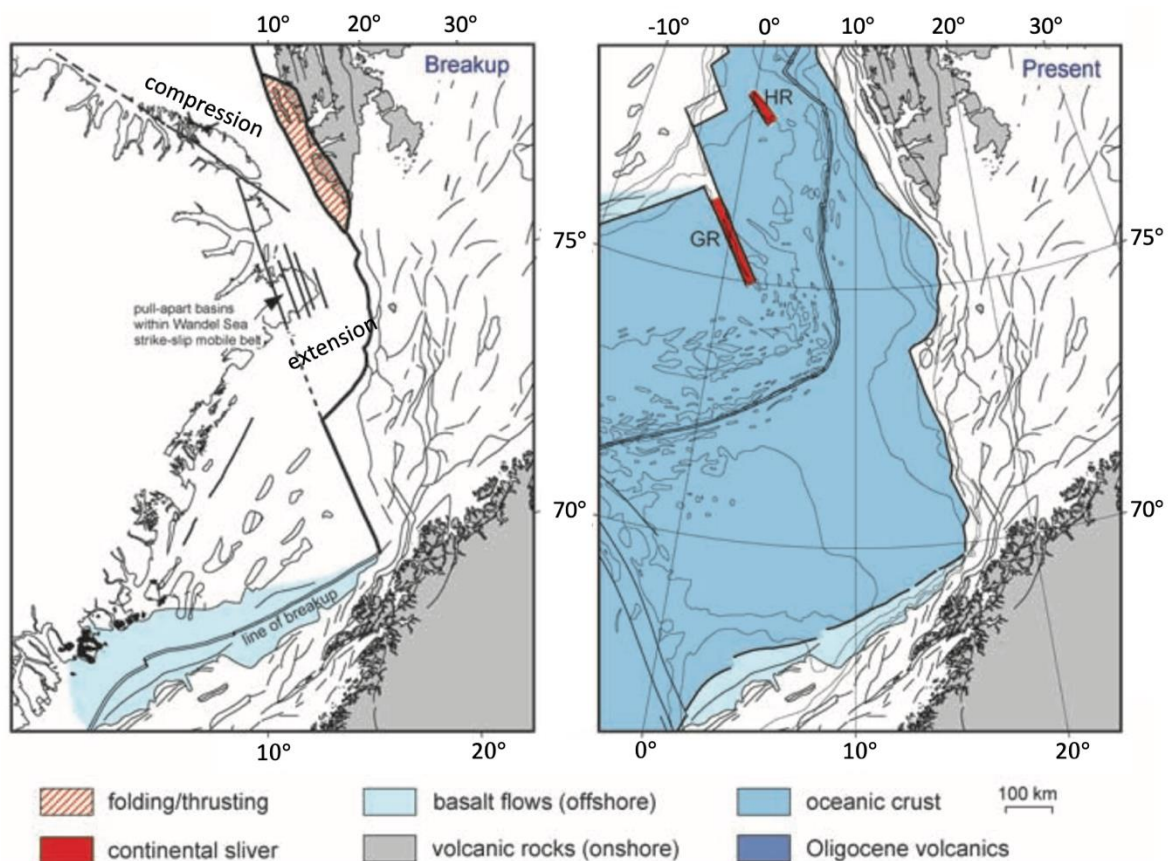 10° 20° 30°
Breakup
compression
75°
pull-apart basins
within Wandel Sea
strike-slip mobile belt
extension
70°
line of breakup
10° 20°
-10° 0° 20° 30°
Present
HR
75°
GR
70°
0° 10° 20°
folding/thrusting
basalt flows (offshore)
oceanic crust
100 km
continental sliver
volcanic rocks (onshore)
Oligocene volcanics